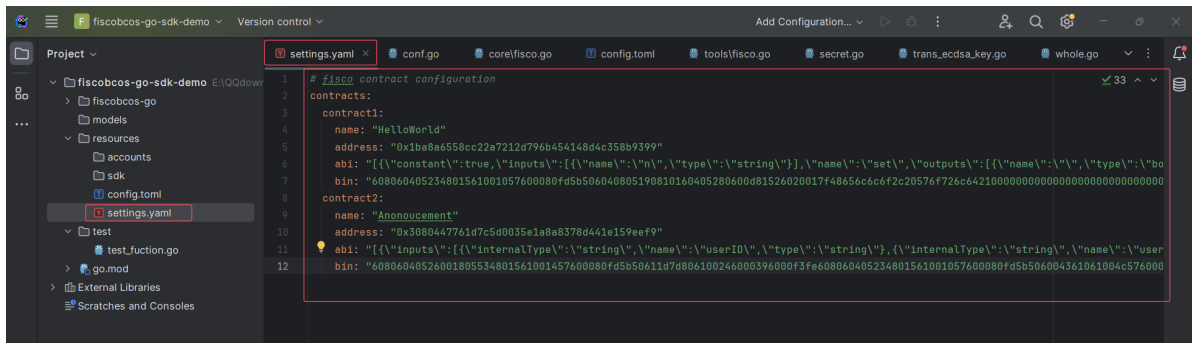 F fiscobcos-go-sdk-demo Version control Add Configuration...
Project
settings.yaml conf.go core\fisco.go config.toml tools\fisco.go secret.go trans_ecdsa_key.go whole.go
fiscobcos-go-sdk-demo E:\QQdowr
fiscobcos-go
models
resources
accounts
sdk
config.toml
settings.yaml
test
test_fuction.go
go.mod
External Libraries
Scratches and Consoles
33
1 # fisco contract configuration
2 contracts:
3 contract1:
4 name: "HelloWorld"
5 address: "0x1ba8a6558cc22a7212d796b454148d4c358b9399"
6 abi: "[{\"constant\":true,\"inputs\":[{\"name\":\"n\",\"type\":\"string\"}],\"name\":\"set\",\"outputs\":[{\"name\":\"\",\"type\":\"bo
7 bin:
8 contract2:
9 name: "Anonoucement"
10 address: "0x3080447761d7c5d0035e1a8a8378d441e159eef9"
11 abi: "[{\"inputs\":[{\"internalType\":\"string\",\"name\":\"userID\",\"type\":\"string\"},{\"internalType\":\"string\",\"name\":\"user
12 bin: